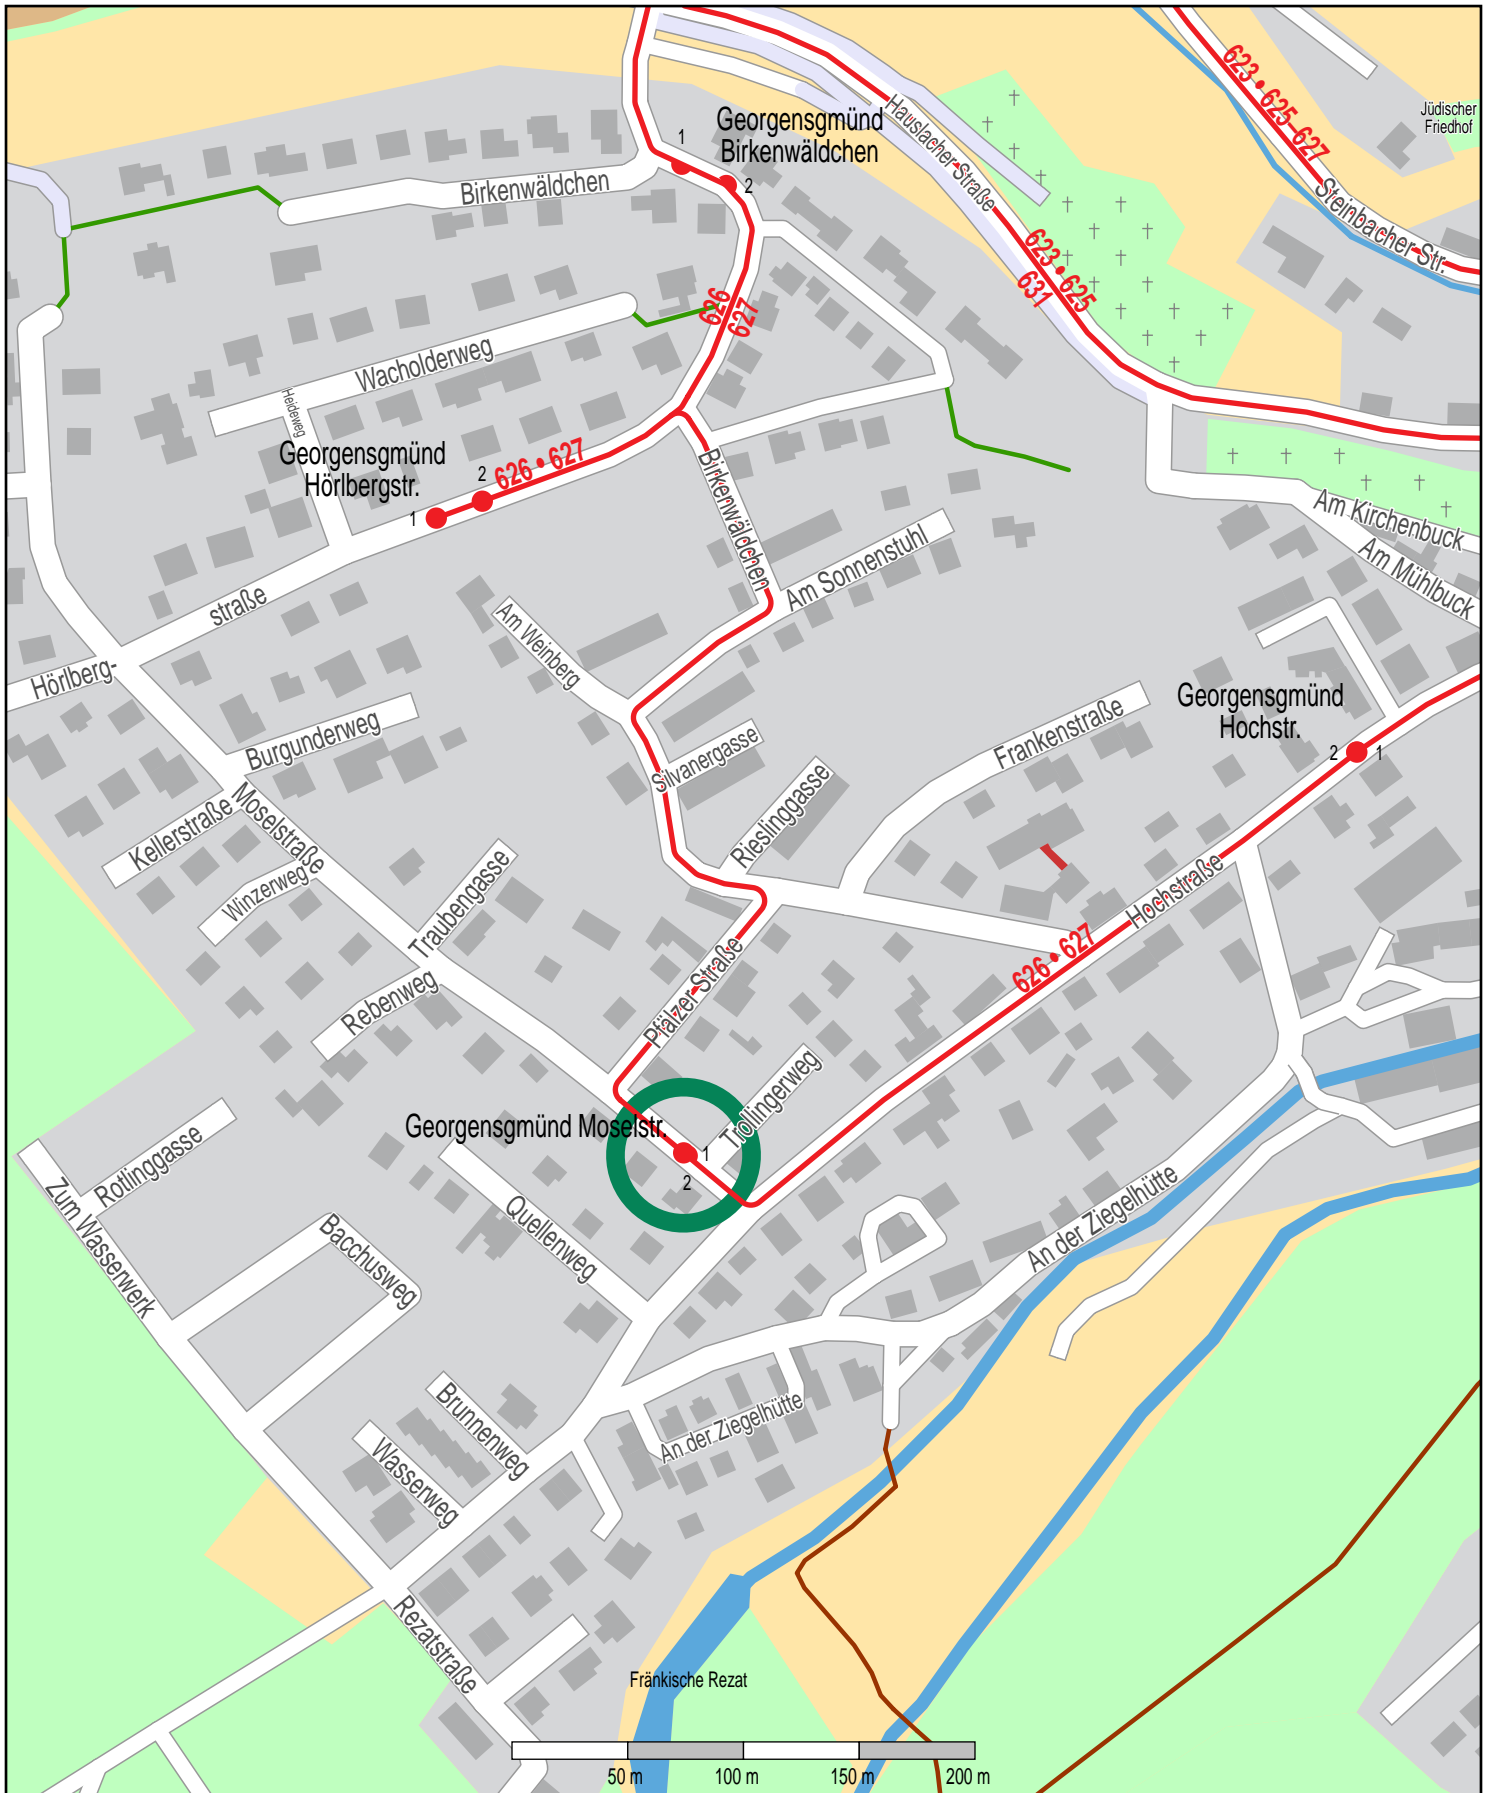 1
Georgensgmünd
Birkenwäldchen
2
Birkenwäldchen
Hauslacher Straße
623 • 625 • 627
Jüdischer
Friedhof
Steinbacher Str.
623 • 625
631
626
627
Wacholderweg
Heideweg
Georgensgmünd
Hörlbergstr.
2
626 • 627
1
Birkenwäldchen
Am Sonnenstuhl
Am Kirchenbuck
Am Mühlbuck
straße
Hörlberg-
Am Weinberg
Burgunderweg
Silvanergasse
Frankenstraße
Georgensgmünd
Hochstr.
2
1
Kellerstraße
Moselstraße
Winzerweg
Rieslinggasse
Traubengasse
Hochstraße
626 • 627
Rebenweg
Pfälzer Straße
Trollingerweg
Georgensgmünd Moselstr.
1
2
Rotlinggasse
Zum Wasserwerk
Bacchusweg
Quellenweg
An der Ziegelhütte
An der Ziegelhütte
Brunnenweg
Wasserweg
Rezatstraße
Fränkische Rezat
50 m
100 m
150 m
200 m